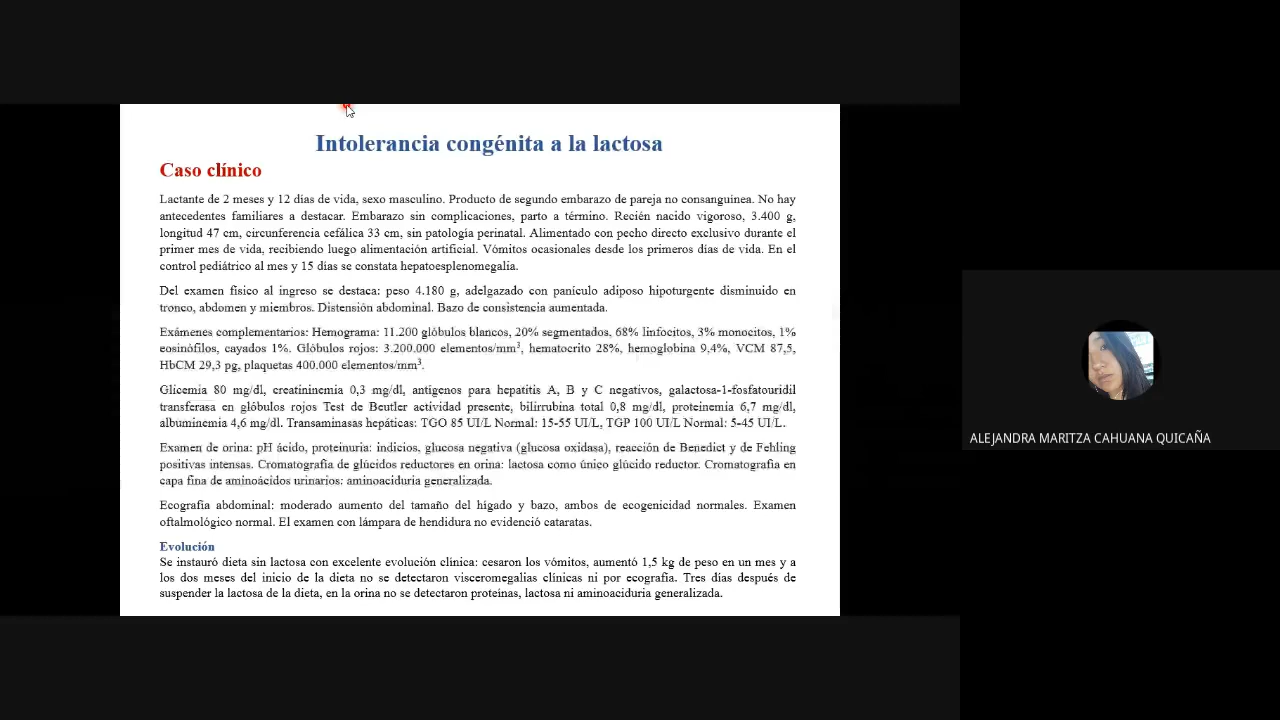 Intolerancia congénita a la lactosa
Caso clínico
Lactante de 2 meses y 12 días de vida, sexo masculino. Producto de segundo embarazo de pareja no consanguínea. No hay
antecedentes familiares a destacar. Embarazo sin complicaciones, parto a término. Recién nacido vigoroso, 3.400 g,
longitud 47 cm, circunferencia cefálica 33 cm, sin patología perinatal. Alimentado con pecho directo exclusivo durante el
primer mes de vida, recibiendo luego alimentación artificial. Vómitos ocasionales desde los primeros días de vida. En el
control pediátrico al mes y 15 días se constata hepatoesplenomegalia.
Del examen físico al ingreso se destaca: peso 4.180 g, adelgazado con panículo adiposo hipoturgente disminuido en
tronco, abdomen y miembros. Distensión abdominal. Bazo de consistencia aumentada.
Exámenes complementarios: Hemograma: 11.200 glóbulos blancos, 20% segmentados, 68% linfocitos, 3% monocitos, 1%
eosinófilos, cayados 1%. Glóbulos rojos: 3.200.000 elementos/mm³, hematocrito 28%, hemoglobina 9,4%, VCM 87,5,
HbCM 29,3 pg, plaquetas 400.000 elementos/mm³.
Glicemia 80 mg/dl, creatininemia 0,3 mg/dl, antígenos para hepatitis A, B y C negativos, galactosa-1-fosfatouridil
transferasa en glóbulos rojos Test de Beutler actividad presente, bilirrubina total 0,8 mg/dl, proteinemia 6,7 mg/dl,
albuminemia 4,6 mg/dl. Transaminasas hepáticas: TGO 85 UI/L Normal: 15-55 UI/L, TGP 100 UI/L Normal: 5-45 UI/L.
Examen de orina: pH ácido, proteinuria: indicios, glucosa negativa (glucosa oxidasa), reacción de Benedict y de Fehling
positivas intensas. Cromatografía de glúcidos reductores en orina: lactosa como único glúcido reductor. Cromatografía en
capa fina de aminoácidos urinarios: aminoaciduria generalizada.
Ecografía abdominal: moderado aumento del tamaño del hígado y bazo, ambos de ecogenicidad normales. Examen
oftalmológico normal. El examen con lámpara de hendidura no evidenció cataratas.
Evolución
Se instauró dieta sin lactosa con excelente evolución clínica: cesaron los vómitos, aumentó 1,5 kg de peso en un mes y a
los dos meses del inicio de la dieta no se detectaron visceromegalias clínicas ni por ecografía. Tres días después de
suspender la lactosa de la dieta, en la orina no se detectaron proteínas, lactosa ni aminoaciduria generalizada.
ALEJANDRA MARITZA CAHUANA QUICAÑA